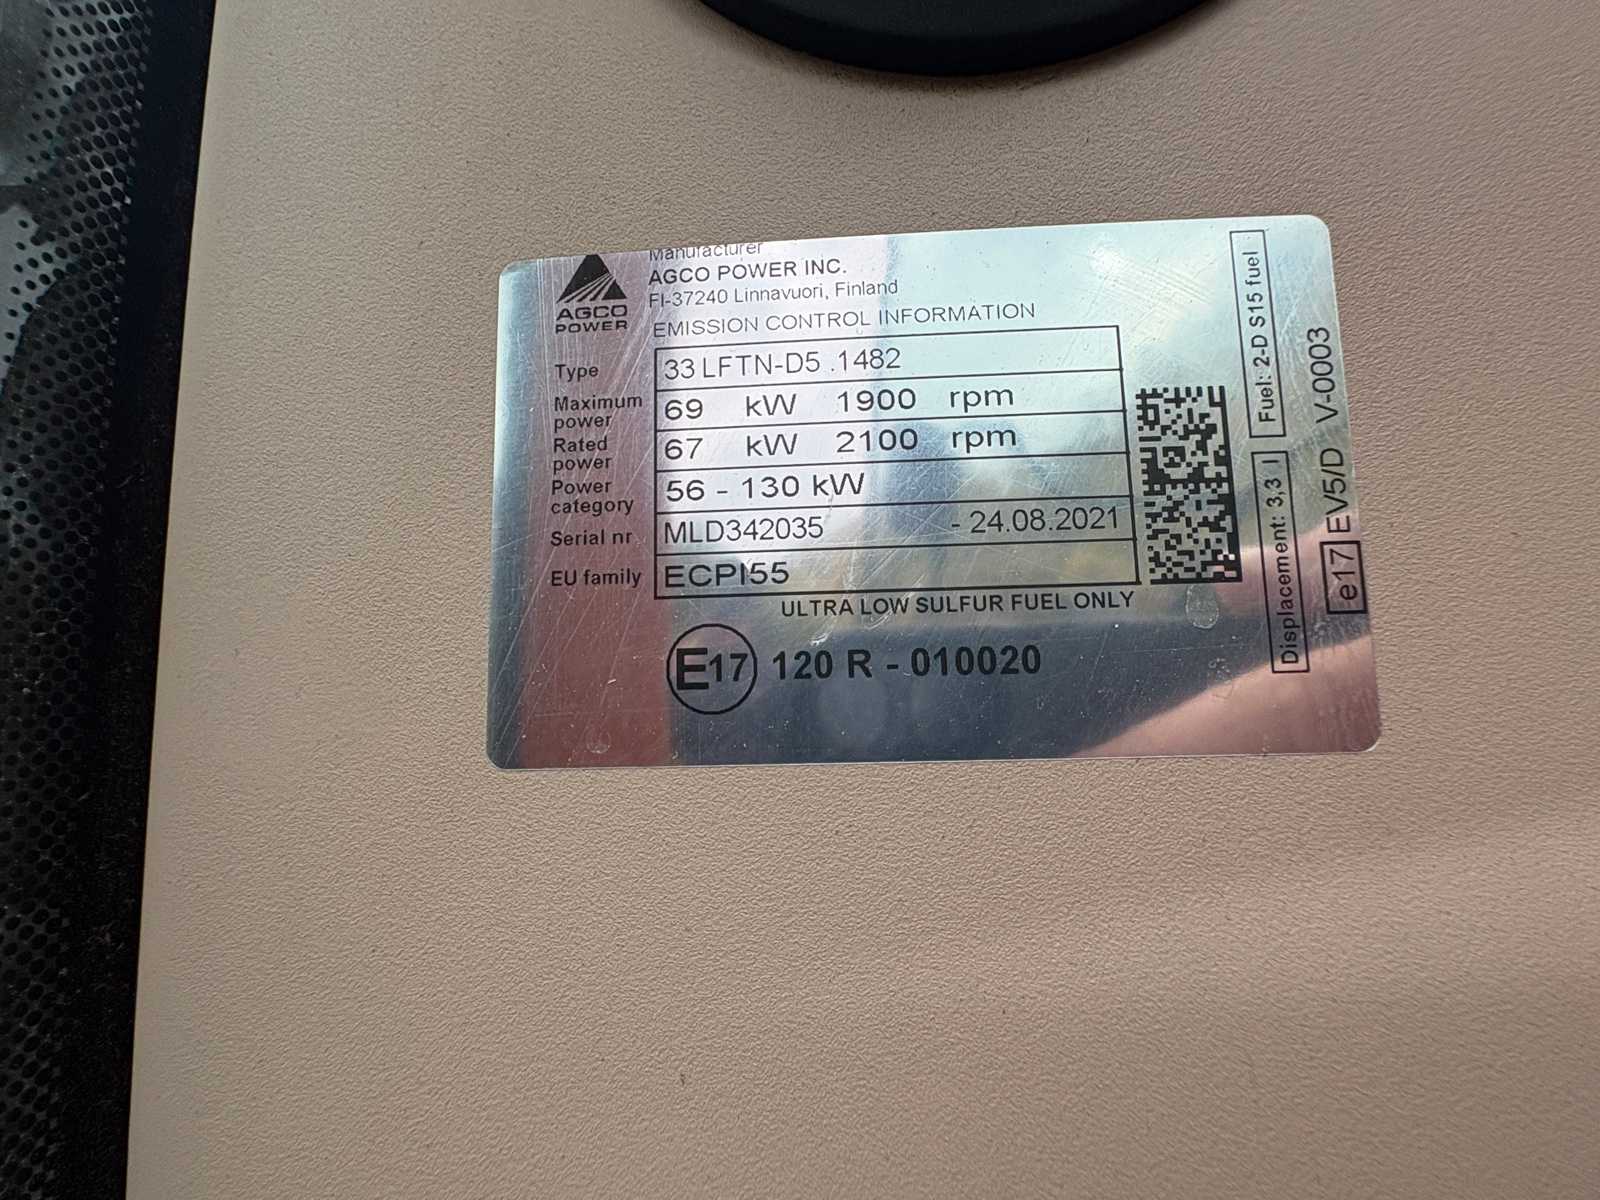 Manufacturer
AGCO POWER INC.
FI-37240 Linnavuori, Finland
AGCO
POWER
EMISSION CONTROL INFORMATION
Type 33 LFTN-D5 .1482
Maximum power 69 kW 1900 rpm
Rated power 67 kW 2100 rpm
Power category 56 - 130 kW
Serial nr MLD342035 - 24.08.2021
EU family ECPI55
ULTRA LOW SULFUR FUEL ONLY
E17 120 R - 010020
Displacement: 3,3 l
Fuel: 2-D S15 fuel
e17 EV5/D V-0003